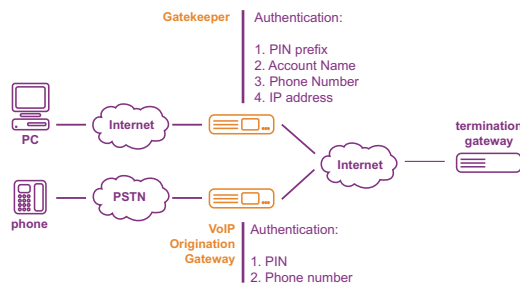 Gatekeeper
Authentication:
1. PIN prefix
2. Account Name
3. Phone Number
4. IP address
PC
Internet
termination
gateway
Internet
phone
PSTN
VoIP
Origination
Gateway
Authentication:
1. PIN
2. Phone number